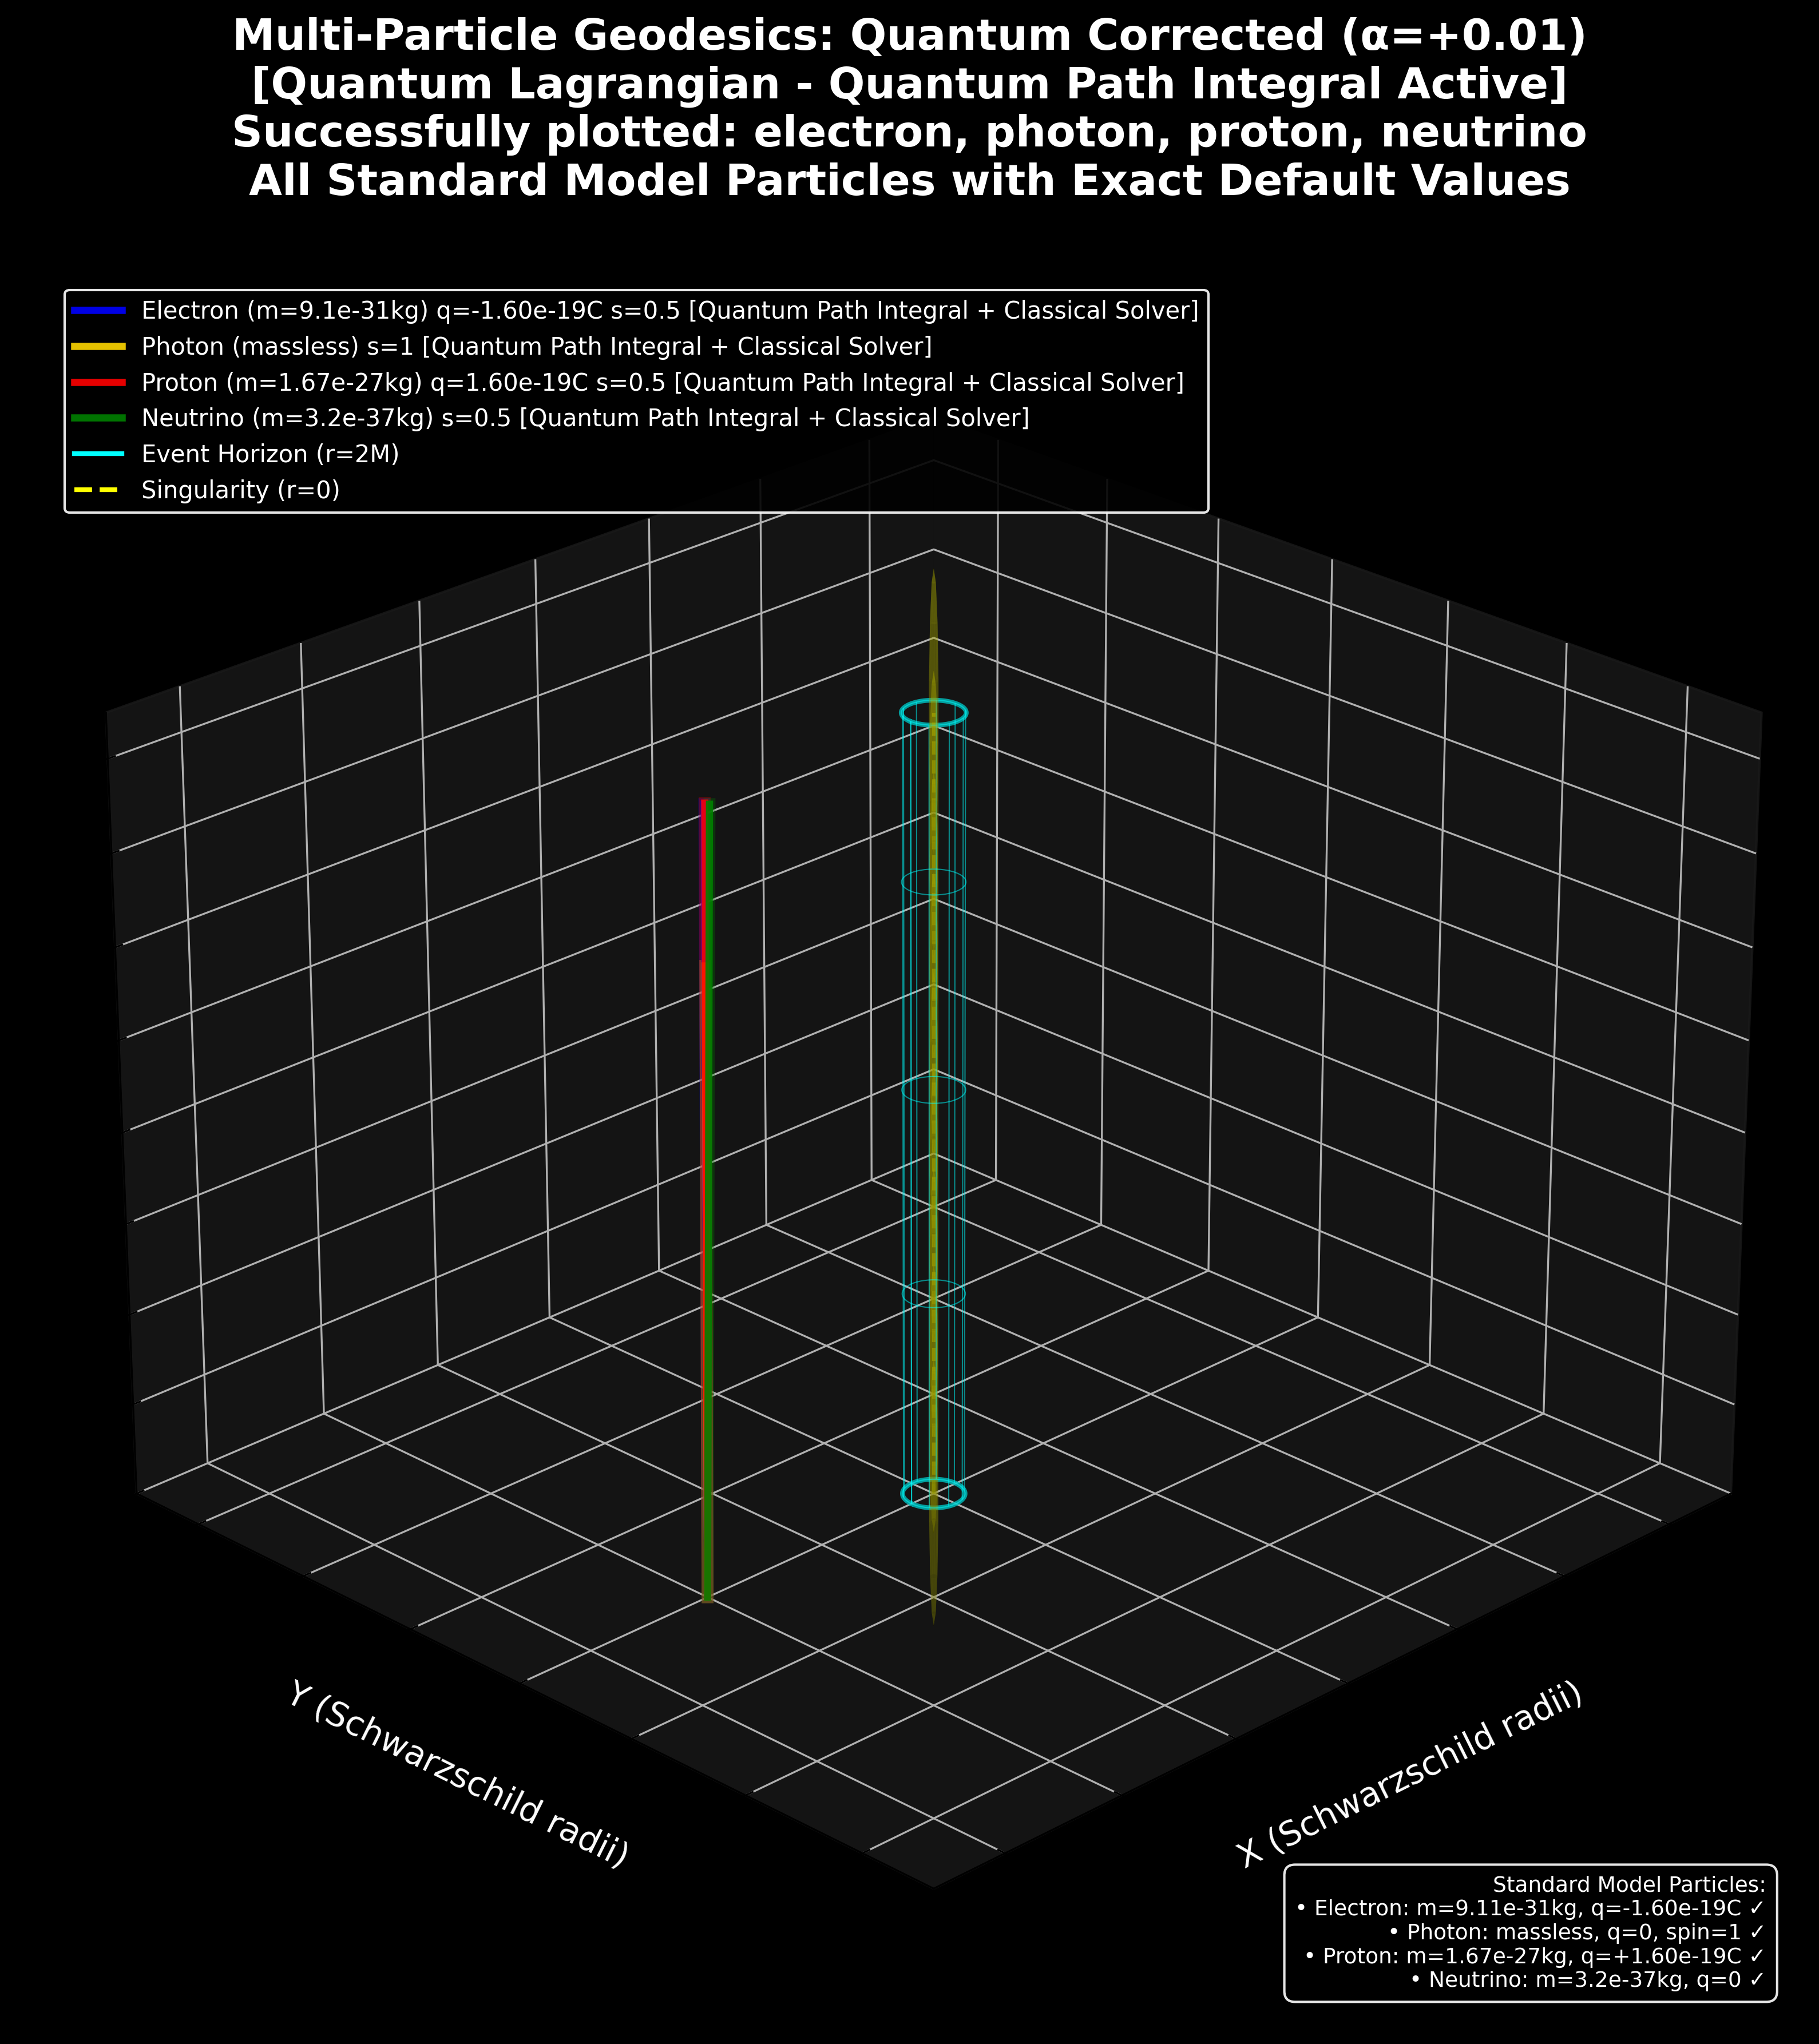 Multi-Particle Geodesics: Quantum Corrected (α=+0.01)
[Quantum Lagrangian - Quantum Path Integral Active]
Successfully plotted: electron, photon, proton, neutrino
All Standard Model Particles with Exact Default Values
Electron (m=9.1e-31kg) q=-1.60e-19C s=0.5 [Quantum Path Integral + Classical Solver]
Photon (massless) s=1 [Quantum Path Integral + Classical Solver]
Proton (m=1.67e-27kg) q=1.60e-19C s=0.5 [Quantum Path Integral + Classical Solver]
Neutrino (m=3.2e-37kg) s=0.5 [Quantum Path Integral + Classical Solver]
Event Horizon (r=2M)
Singularity (r=0)
Y (Schwarzschild radii)
X (Schwarzschild radii)
Standard Model Particles:
• Electron: m=9.11e-31kg, q=-1.60e-19C ✓
• Photon: massless, q=0, spin=1 ✓
• Proton: m=1.67e-27kg, q=+1.60e-19C ✓
• Neutrino: m=3.2e-37kg, q=0 ✓